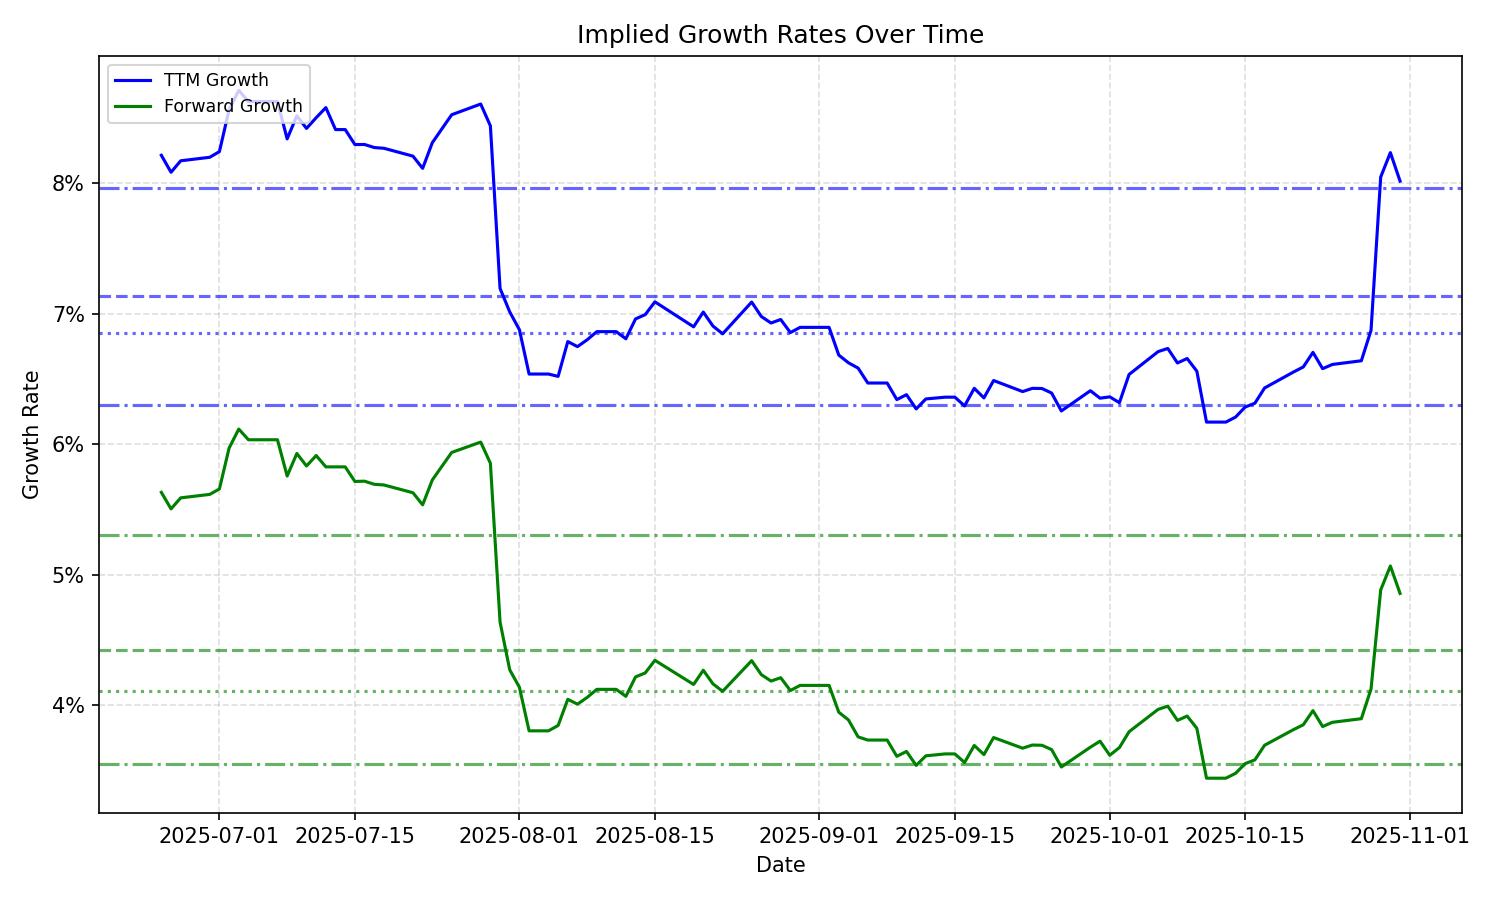 Implied Growth Rates Over Time
TTM Growth
Forward Growth
8%
7%
6%
5%
4%
Growth Rate
2025-07-01 2025-07-15 2025-08-01 2025-08-15 2025-09-01 2025-09-15 2025-10-01 2025-10-15 2025-11-01
Date